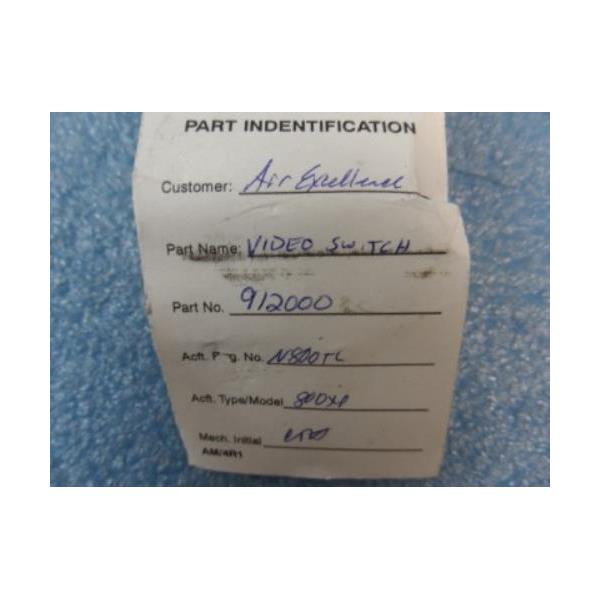 PART INDENTIFICATION
Customer: Air Excellence
Part Name: VIDEO SWITCH
Part No. 912000
Acft. Reg. No. N800TL
Acft. Type/Model 800XP
Mech. Initial
AM/4R1